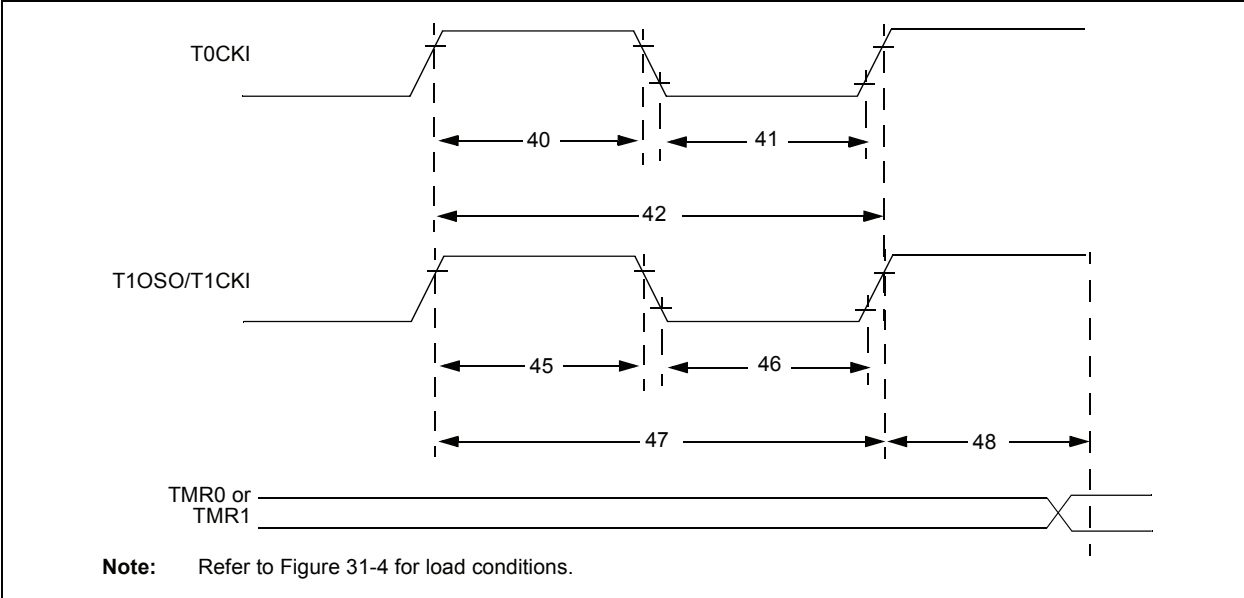 T0CKI
40
41
42
T1OSO/T1CKI
45
46
47
48
TMR0 or
TMR1
Note: Refer to Figure 31-4 for load conditions.